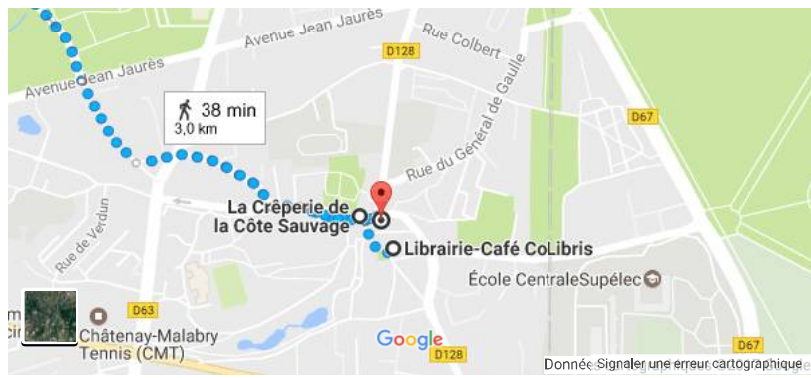 Avenue Jean Jaurès
D128
Rue Colbert
Avenue Jean Jaurès
38 min
3,0 km
D67
Rue du Général de Gaulle
La Crêperie de
la Côte Sauvage
Librairie-Café CoLibris
Rue de Verdun
École CentraleSupélec
D63
Châtenay-Malabry
Tennis (CMT)
Google
D67
D128
Donnée Signaler une erreur cartographique